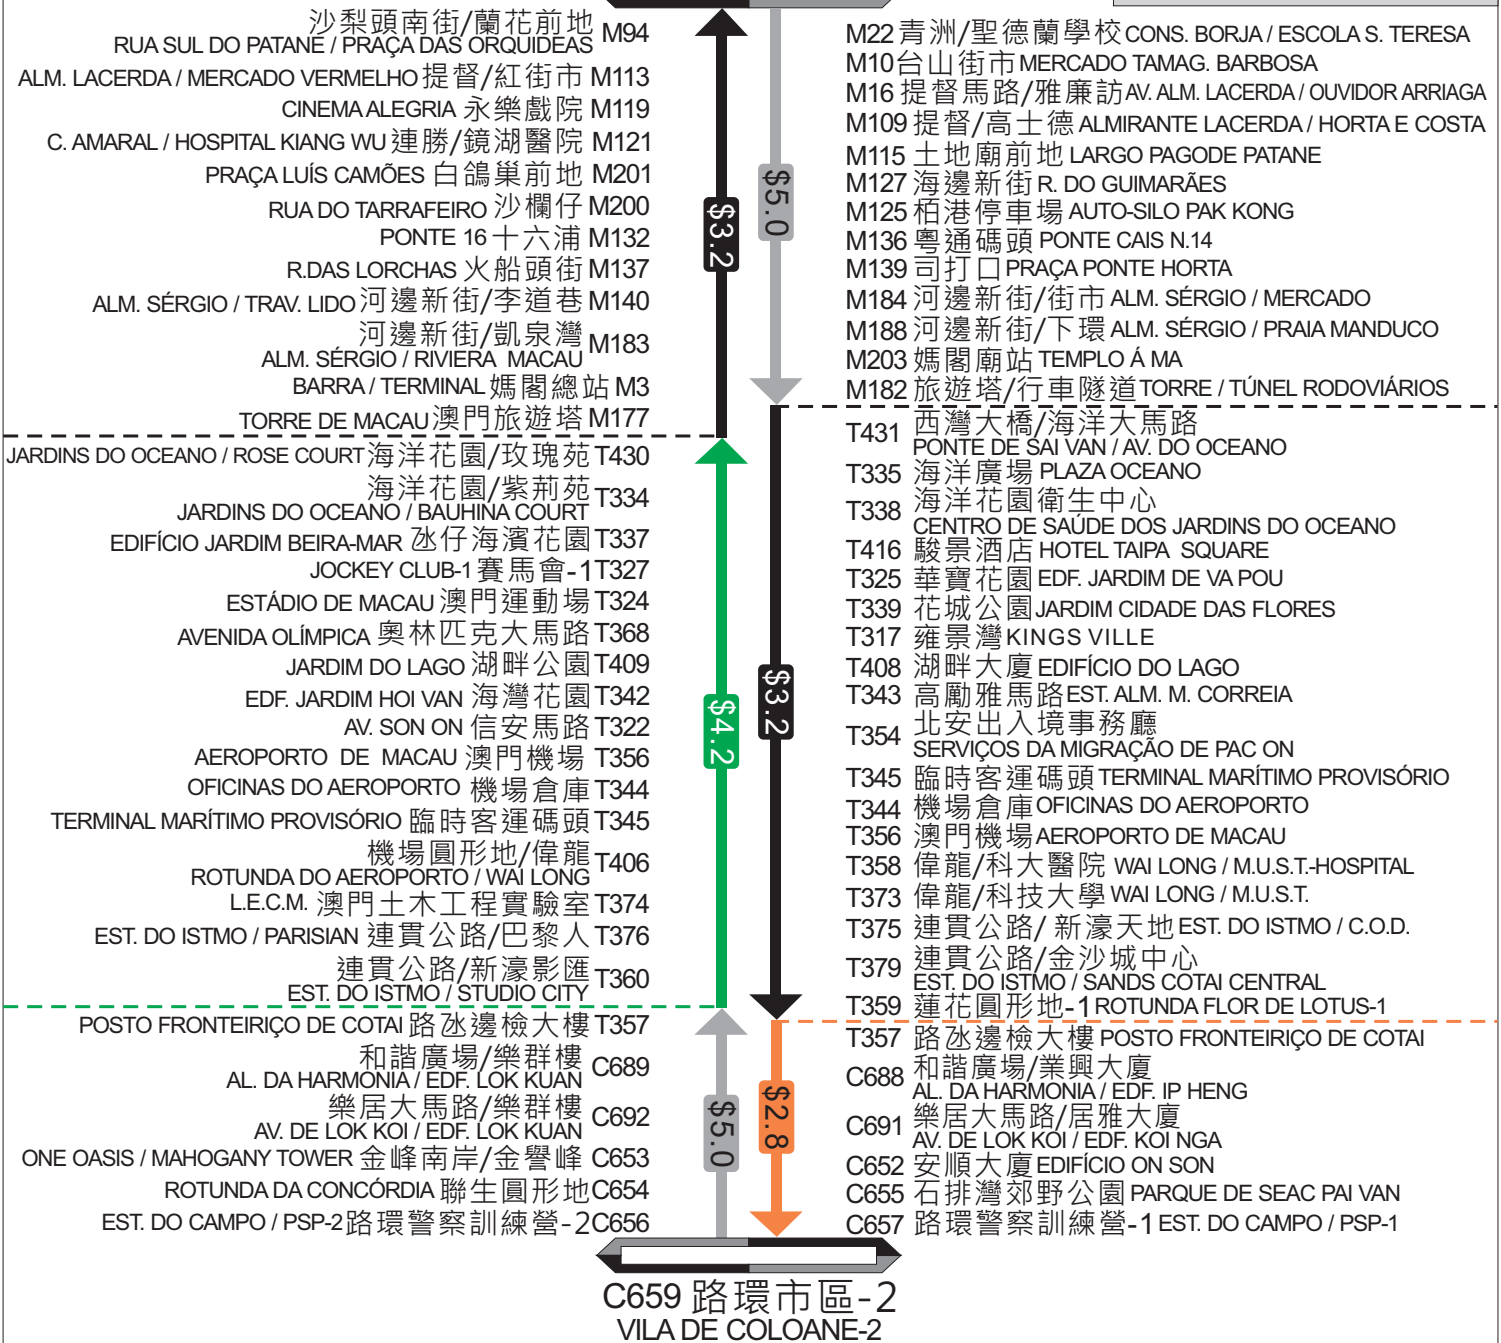 沙梨頭南街/蘭花前地 M94
RUA SUL DO PATANE / PRAÇA DAS ORQUIDEAS
ALM. LACERDA / MERCADO VERMELHO 提督/紅街市 M113
CINEMA ALEGRIA 永樂戲院 M119
C. AMARAL / HOSPITAL KIANG WU 連勝/鏡湖醫院 M121
PRAÇA LUÍS CAMÕES 白鴿巢前地 M201
RUA DO TARRAFEIRO 沙欄仔 M200
PONTE 16 十六浦 M132
R.DAS LORCHAS 火船頭街 M137
ALM. SÉRGIO / TRAV. LIDO 河邊新街/李道巷 M140
河邊新街/凱泉灣 M183
ALM. SÉRGIO / RIVIERA MACAU
BARRA / TERMINAL 媽閣總站 M3
TORRE DE MACAU 澳門旅遊塔 M177
JARDINS DO OCEANO / ROSE COURT 海洋花園/玫瑰苑 T430
海洋花園/紫荊苑 T334
JARDINS DO OCEANO / BAUHINA COURT
EDIFÍCIO JARDIM BEIRA-MAR 氹仔海濱花園 T337
JOCKEY CLUB-1 賽馬會-1 T327
ESTÁDIO DE MACAU 澳門運動場 T324
AVENIDA OLÍMPICA 奧林匹克大馬路 T368
JARDIM DO LAGO 湖畔公園 T409
EDF. JARDIM HOI VAN 海灣花園 T342
AV. SON ON 信安馬路 T322
AEROPORTO DE MACAU 澳門機場 T356
OFICINAS DO AEROPORTO 機場倉庫 T344
TERMINAL MARÍTIMO PROVISÓRIO 臨時客運碼頭 T345
機場圓形地/偉龍 T406
ROTUNDA DO AEROPORTO / WAI LONG
L.E.C.M. 澳門土木工程實驗室 T374
EST. DO ISTMO / PARISIAN 連貫公路/巴黎人 T376
連貫公路/新濠影匯 T360
EST. DO ISTMO / STUDIO CITY
POSTO FRONTEIRIÇO DE COTAI 路氹邊檢大樓 T357
和諧廣場/樂群樓 C689
AL. DA HARMONIA / EDF. LOK KUAN
樂居大馬路/樂群樓 C692
AV. DE LOK KOI / EDF. LOK KUAN
ONE OASIS / MAHOGANY TOWER 金峰南岸/金譽峰 C653
ROTUNDA DA CONCÓRDIA 聯生圓形地 C654
EST. DO CAMPO / PSP-2 路環警察訓練營-2 C656
$3.2
$4.2
$5.0
$5.0
$3.2
$2.8
M22 青洲/聖德蘭學校 CONS. BORJA / ESCOLA S. TERESA
M10 台山街市 MERCADO TAMAG. BARBOSA
M16 提督馬路/雅廉訪 AV. ALM. LACERDA / OUVIDOR ARRIAGA
M109 提督/高士德 ALMIRANTE LACERDA / HORTA E COSTA
M115 土地廟前地 LARGO PAGODE PATANE
M127 海邊新街 R. DO GUIMARÃES
M125 栢港停車場 AUTO-SILO PAK KONG
M136 粵通碼頭 PONTE CAIS N.14
M139 司打口 PRAÇA PONTE HORTA
M184 河邊新街/街市 ALM. SÉRGIO / MERCADO
M188 河邊新街/下環 ALM. SÉRGIO / PRAIA MANDUCO
M203 媽閣廟站 TEMPLO Á MA
M182 旅遊塔/行車隧道 TORRE / TÚNEL RODOVIÁRIOS
T431 西灣大橋/海洋大馬路
PONTE DE SAI VAN / AV. DO OCEANO
T335 海洋廣場 PLAZA OCEANO
T338 海洋花園衛生中心
CENTRO DE SAÚDE DOS JARDINS DO OCEANO
T416 駿景酒店 HOTEL TAIPA SQUARE
T325 華寶花園 EDF. JARDIM DE VA POU
T339 花城公園 JARDIM CIDADE DAS FLORES
T317 雍景灣 KINGS VILLE
T408 湖畔大廈 EDIFÍCIO DO LAGO
T343 高勵雅馬路 EST. ALM. M. CORREIA
T354 北安出入境事務廳
SERVIÇOS DA MIGRAÇÃO DE PAC ON
T345 臨時客運碼頭 TERMINAL MARÍTIMO PROVISÓRIO
T344 機場倉庫 OFICINAS DO AEROPORTO
T356 澳門機場 AEROPORTO DE MACAU
T358 偉龍/科大醫院 WAI LONG / M.U.S.T.-HOSPITAL
T373 偉龍/科技大學 WAI LONG / M.U.S.T.
T375 連貫公路/ 新濠天地 EST. DO ISTMO / C.O.D.
T379 連貫公路/金沙城中心
EST. DO ISTMO / SANDS COTAI CENTRAL
T359 蓮花圓形地-1 ROTUNDA FLOR DE LOTUS-1
T357 路氹邊檢大樓 POSTO FRONTEIRIÇO DE COTAI
C688 和諧廣場/業興大廈
AL. DA HARMONIA / EDF. IP HENG
C691 樂居大馬路/居雅大廈
AV. DE LOK KOI / EDF. KOI NGA
C652 安順大廈 EDIFÍCIO ON SON
C655 石排灣郊野公園 PARQUE DE SEAC PAI VAN
C657 路環警察訓練營-1 EST. DO CAMPO / PSP-1
C659 路環市區-2
VILA DE COLOANE-2